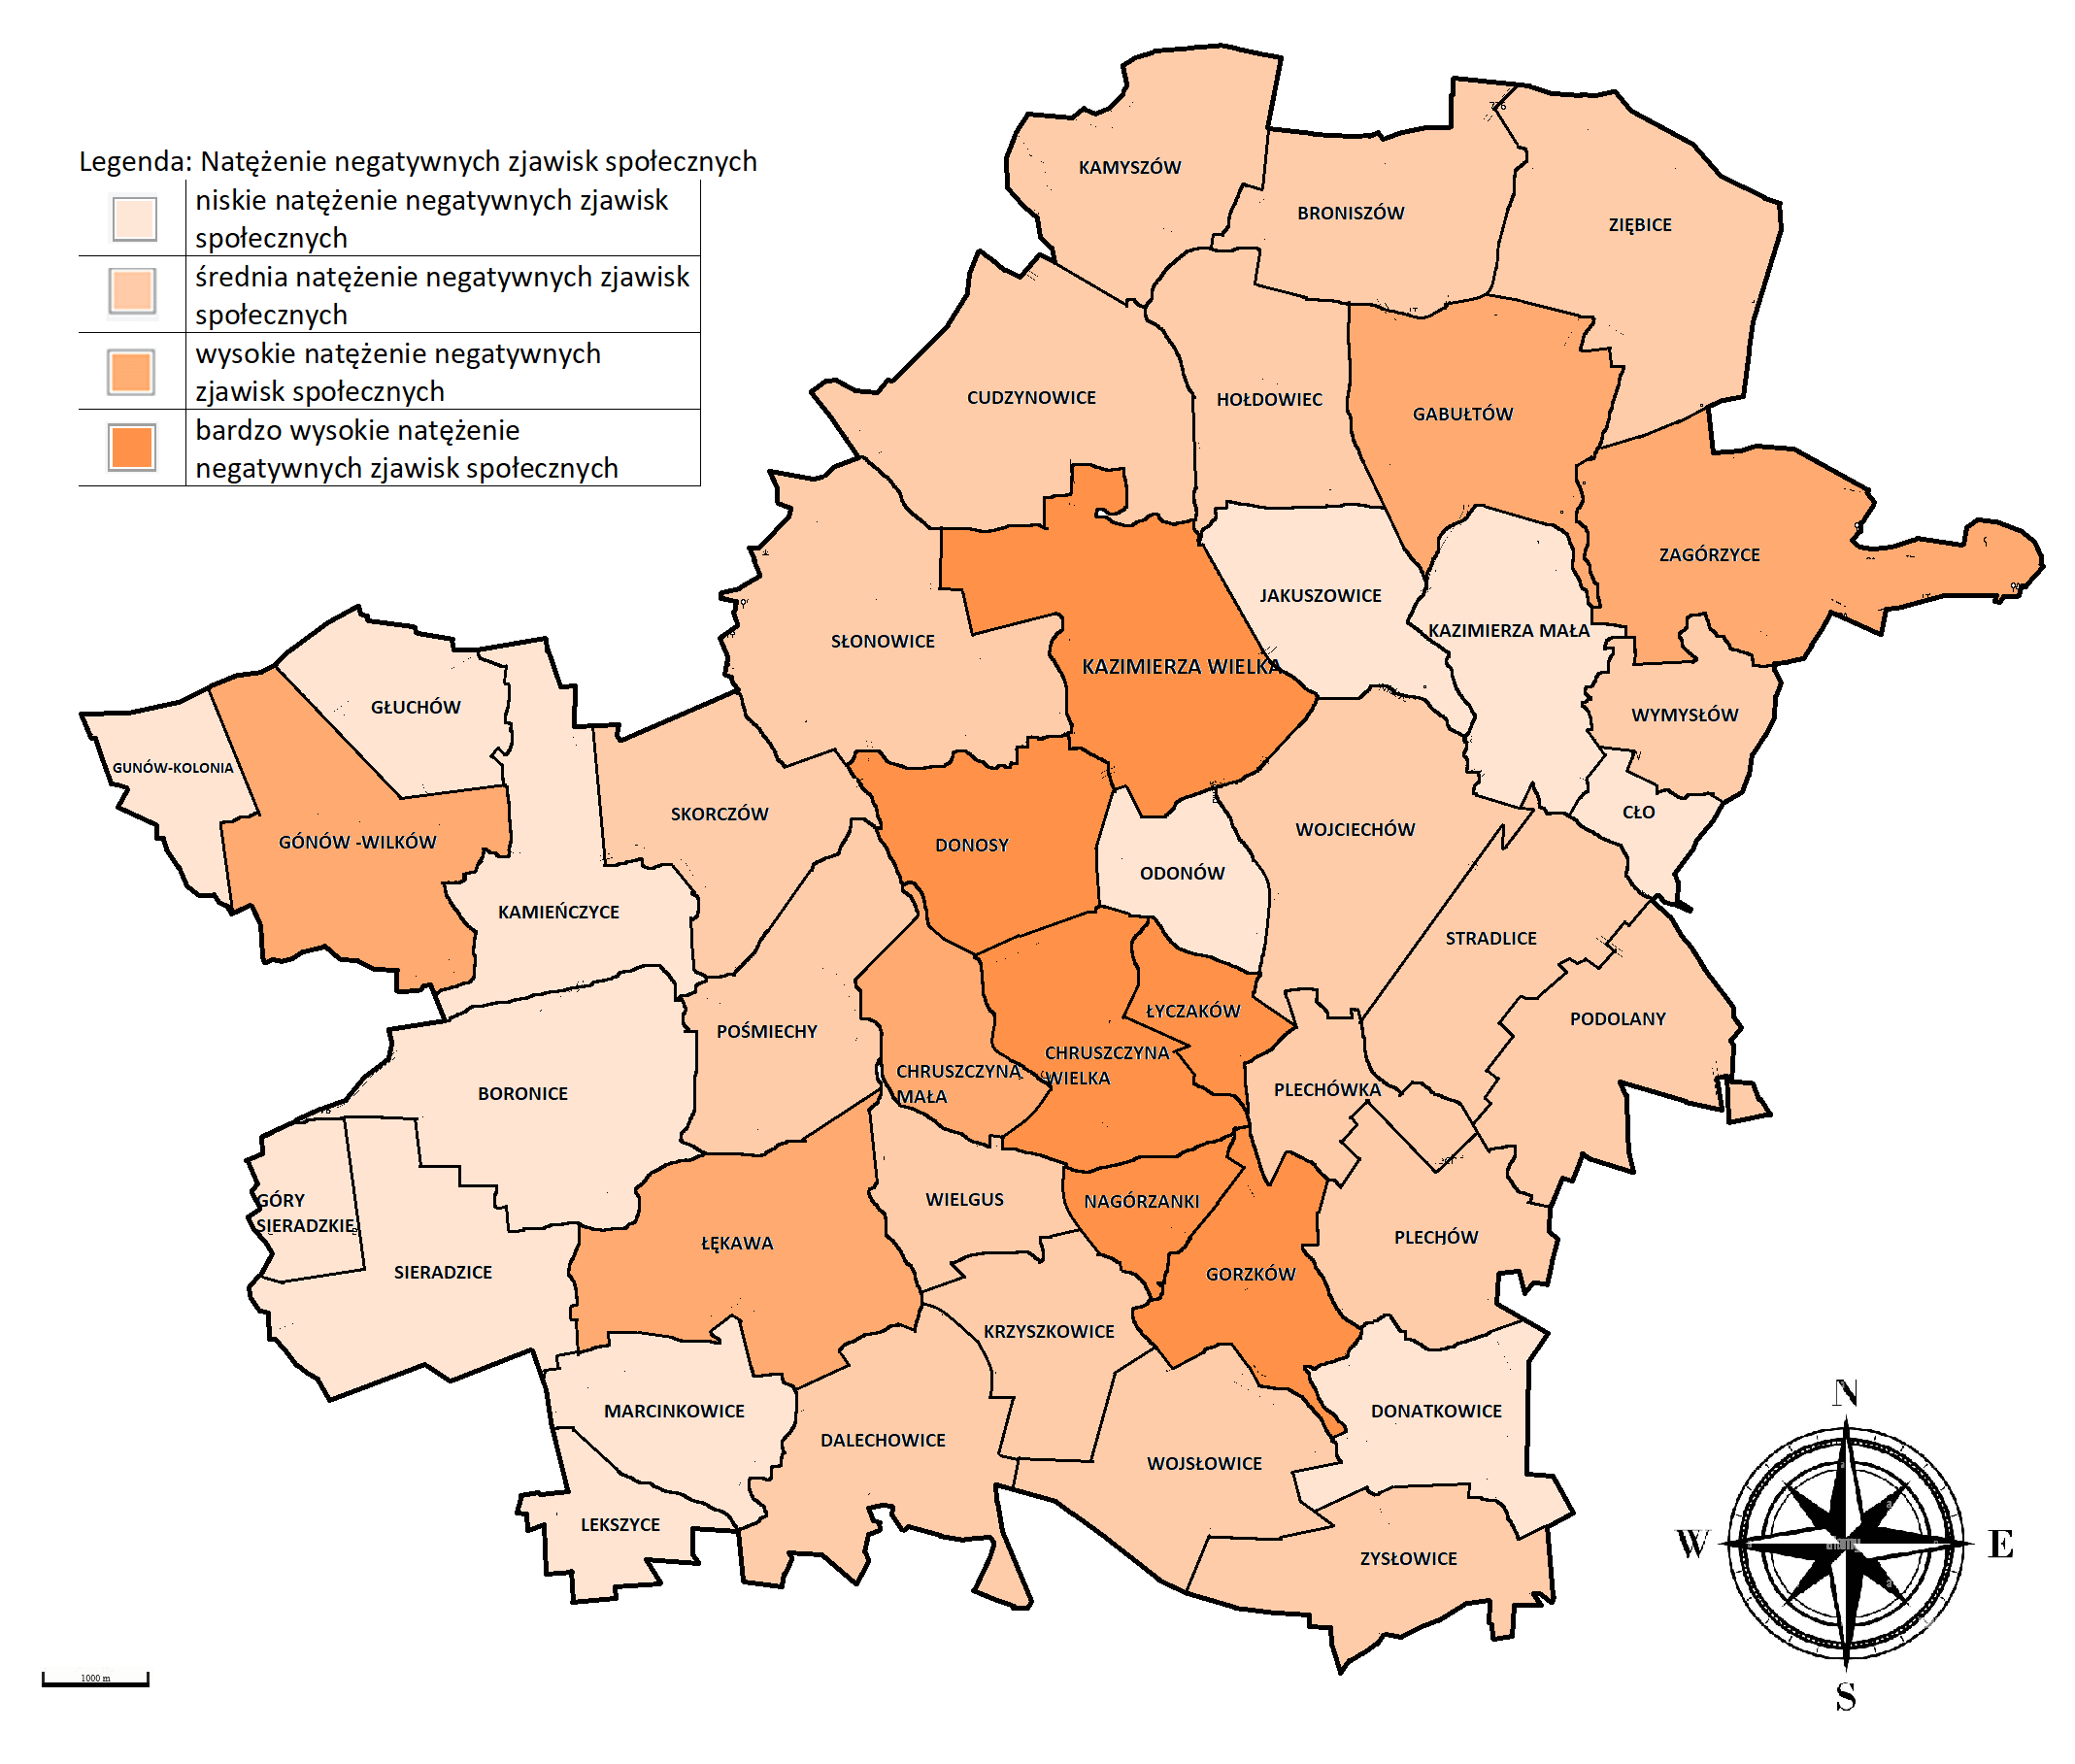 Legenda: Natężenie negatywnych zjawisk społecznych
niskie natężenie negatywnych zjawisk
społecznych
średnia natężenie negatywnych zjawisk
społecznych
wysokie natężenie negatywnych
zjawisk społecznych
bardzo wysokie natężenie
negatywnych zjawisk społecznych
KAMYSZÓW
BRONISZÓW
ZIĘBICE
CUDZYNOWICE
HOŁDOWIEC
GABUŁTÓW
ZAGÓRZYCE
JAKUSZOWICE
KAZIMIERZA MAŁA
SŁONOWICE
KAZIMIERZA WIELKA
GŁUCHÓW
WYMYSŁÓW
GUNÓW-KOLONIA
SKORCZÓW
CŁO
GÓNÓW -WILKÓW
DONOSY
WOJCIECHÓW
ODONÓW
KAMIEŃCZYCE
STRADLICE
ŁYCZAKÓW
PODOLANY
POŚMIECHY
CHRUSZCZYNA
WIELKA
CHRUSZCZYNA
MAŁA
BORONICE
PLECHÓWKA
GÓRY
SIERADZKIE
WIELGUS
NAGÓRZANKI
ŁĘKAWA
PLECHÓW
SIERADZICE
GORZKÓW
KRZYSZKOWICE
MARCINKOWICE
DONATKOWICE
DALECHOWICE
WOJSŁOWICE
LEKSZYCE
ZYSŁOWICE
N
W
E
S
1000 m